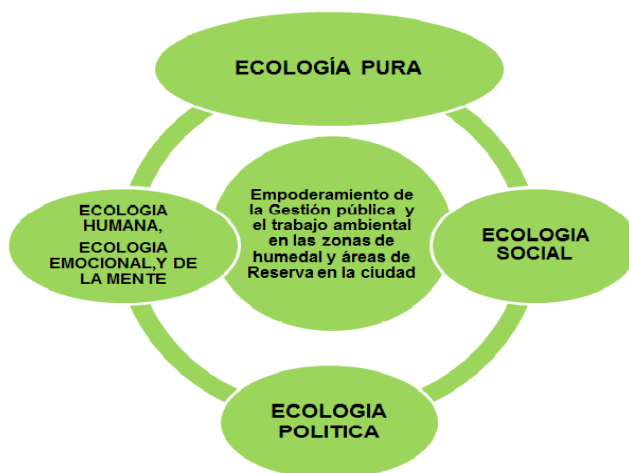 ECOLOGÍA PURA
ECOLOGIA
HUMANA,
ECOLOGIA
EMOCIONAL,Y DE
LA MENTE
Empoderamiento de
la Gestión pública y
el trabajo ambiental
en las zonas de
humedal y áreas de
Reserva en la ciudad
ECOLOGIA
SOCIAL
ECOLOGIA
POLITICA